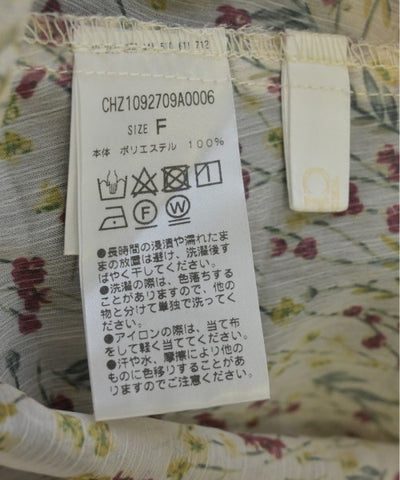 CHZ1092709A0006
SIZE F
本体 ポリエステル 100%
F W
●長時間の浸漬や濡れたま
まの放置は避け、洗濯後す
ばやく干してください。
●洗濯の際は、色落ちする
ことがありますので、他の
物と分けて単独で洗ってく
ださい。
●アイロンの際は、当て布
をして軽く当ててください。
●汗や水、摩擦により他の
ものに色移りすることがあ
りますのでご注意ください。